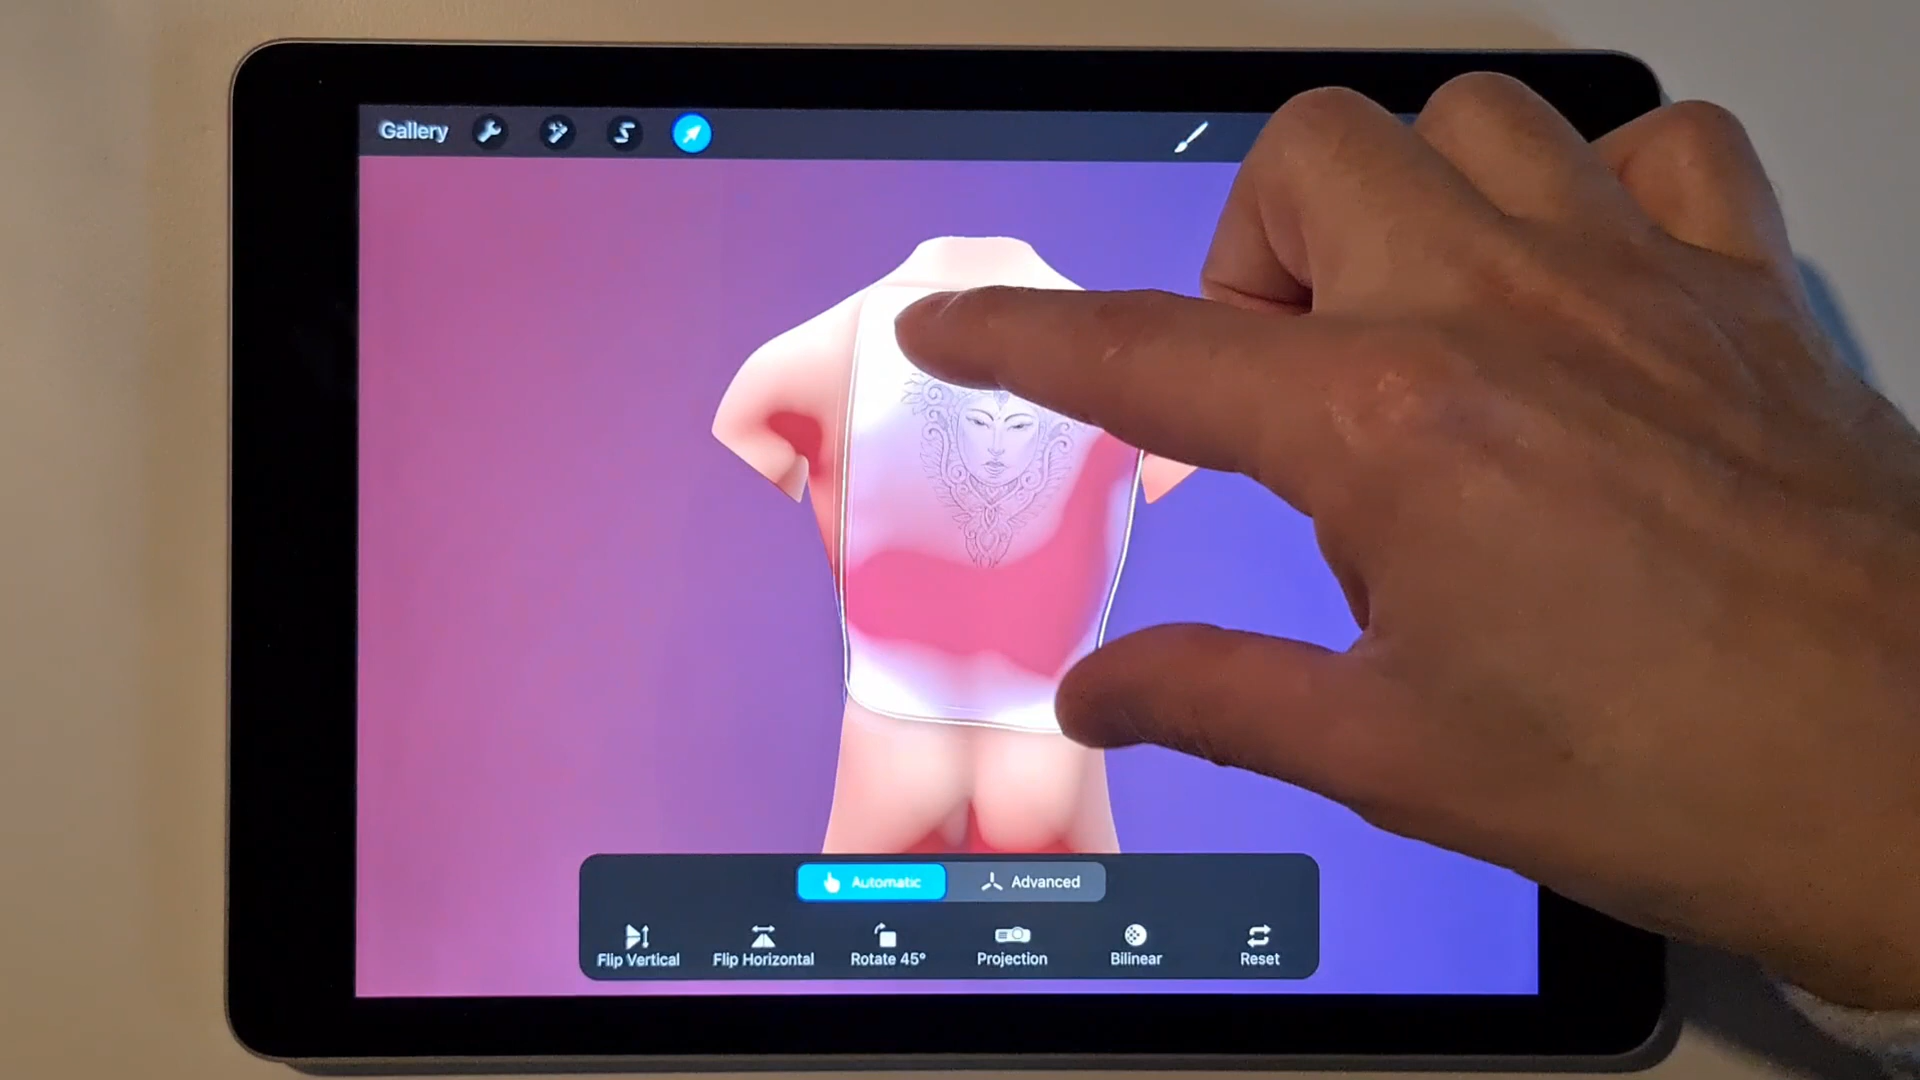 Gallery
Automatic
Advanced
Flip Vertical
Flip Horizontal
Rotate 45°
Projection
Bilinear
Reset